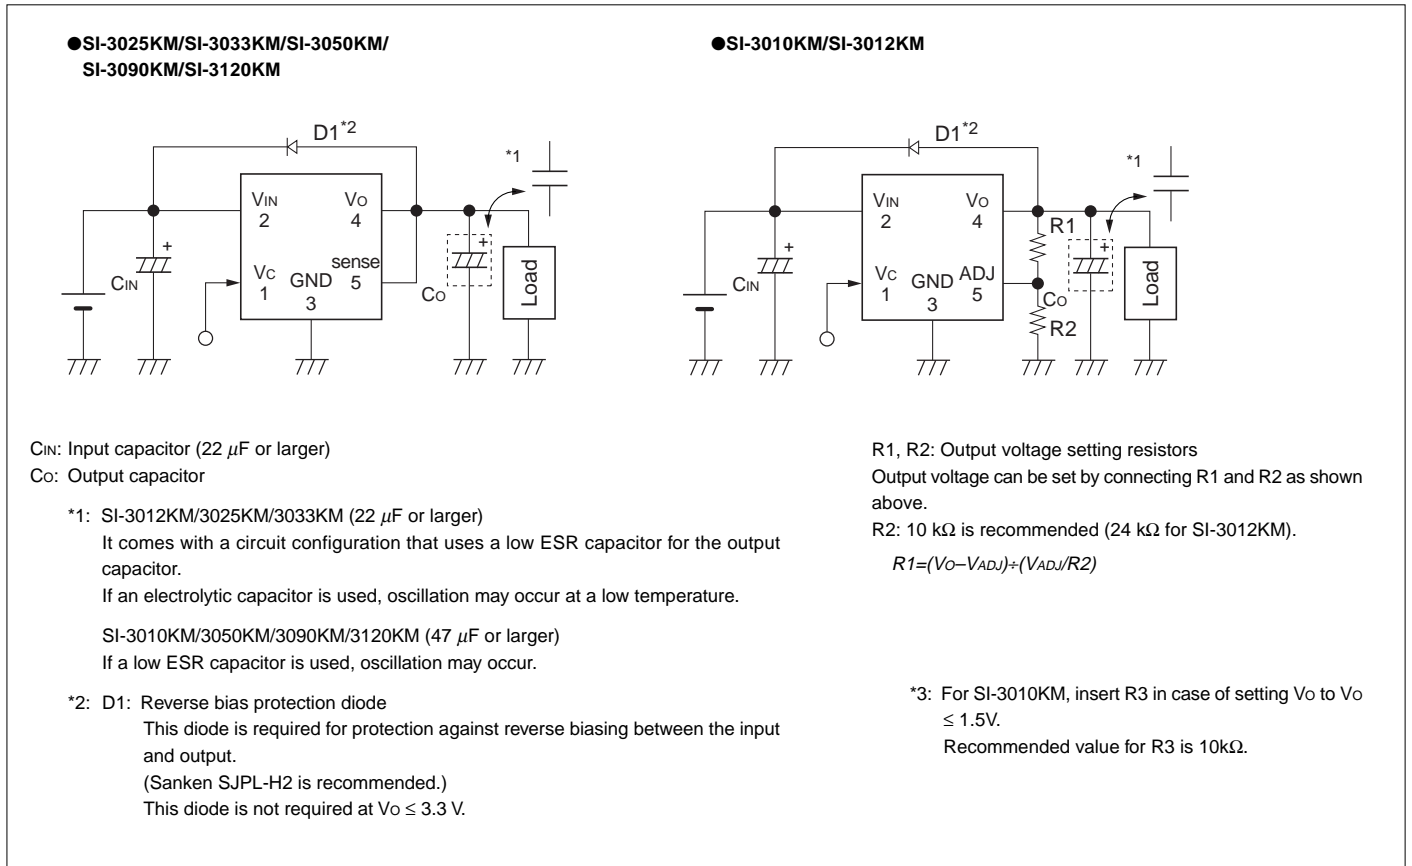 ●SI-3025KM/SI-3033KM/SI-3050KM/
SI-3090KM/SI-3120KM
D1*2
*1
VIN
2
VO
4
+
CIN
VC
1
GND
3
sense
5
CO
+
Load
●SI-3010KM/SI-3012KM
D1*2
*1
VIN
2
VO
4
R1
+
CIN
VC
1
GND
3
ADJ
5
CO
+
R2
Load
CIN: Input capacitor (22 μF or larger)
CO: Output capacitor
*1: SI-3012KM/3025KM/3033KM (22 μF or larger)
It comes with a circuit configuration that uses a low ESR capacitor for the output
capacitor.
If an electrolytic capacitor is used, oscillation may occur at a low temperature.
SI-3010KM/3050KM/3090KM/3120KM (47 μF or larger)
If a low ESR capacitor is used, oscillation may occur.
*2: D1: Reverse bias protection diode
This diode is required for protection against reverse biasing between the input
and output.
(Sanken SJPL-H2 is recommended.)
This diode is not required at VO ≤ 3.3 V.
R1, R2: Output voltage setting resistors
Output voltage can be set by connecting R1 and R2 as shown
above.
R2: 10 kΩ is recommended (24 kΩ for SI-3012KM).
R1=(VO–VADJ)÷(VADJ/R2)
*3: For SI-3010KM, insert R3 in case of setting VO to VO
≤ 1.5V.
Recommended value for R3 is 10kΩ.